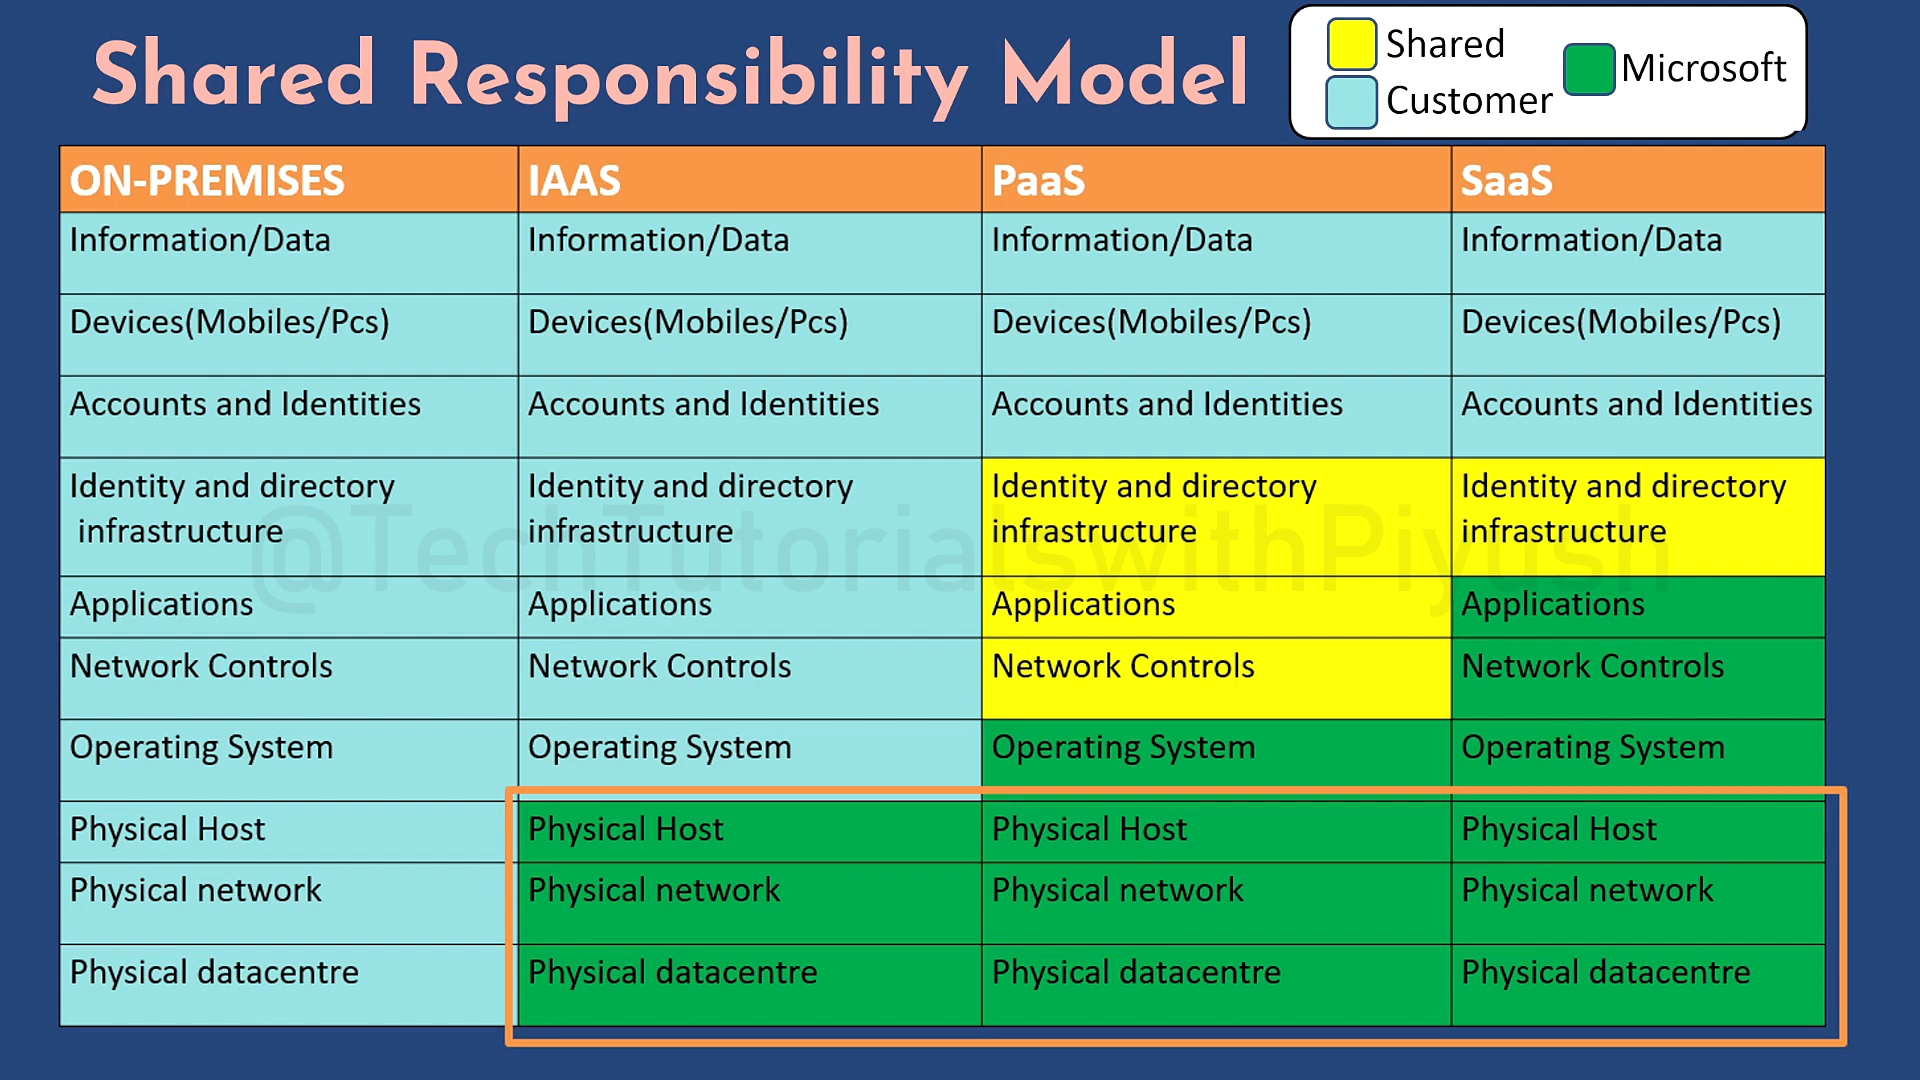 Shared Responsibility Model
Shared
Customer
Microsoft
ON-PREMISES IAAS PaaS SaaS
Information/Data Information/Data Information/Data Information/Data
Devices(Mobiles/Pcs) Devices(Mobiles/Pcs) Devices(Mobiles/Pcs) Devices(Mobiles/Pcs)
Accounts and Identities Accounts and Identities Accounts and Identities Accounts and Identities
Identity and directory Identity and directory Identity and directory Identity and directory
infrastructure infrastructure infrastructure infrastructure
@TechTutorialswithPiyush
Applications Applications Applications Applications
Network Controls Network Controls Network Controls Network Controls
Operating System Operating System Operating System Operating System
Physical Host Physical Host Physical Host Physical Host
Physical network Physical network Physical network Physical network
Physical datacentre Physical datacentre Physical datacentre Physical datacentre